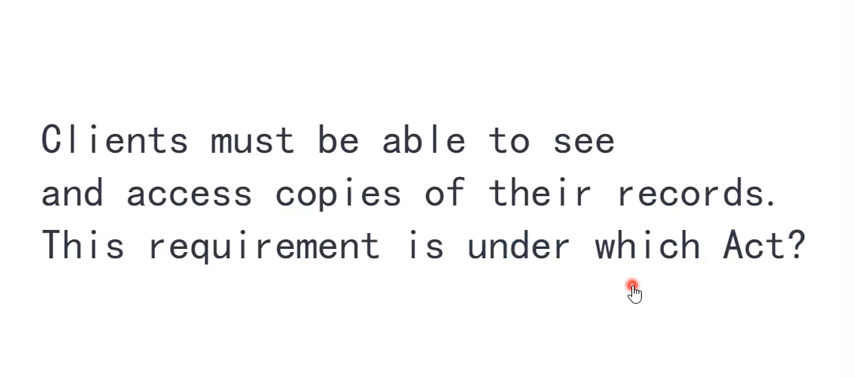 Clients must be able to see
and access copies of their records.
This requirement is under which Act?